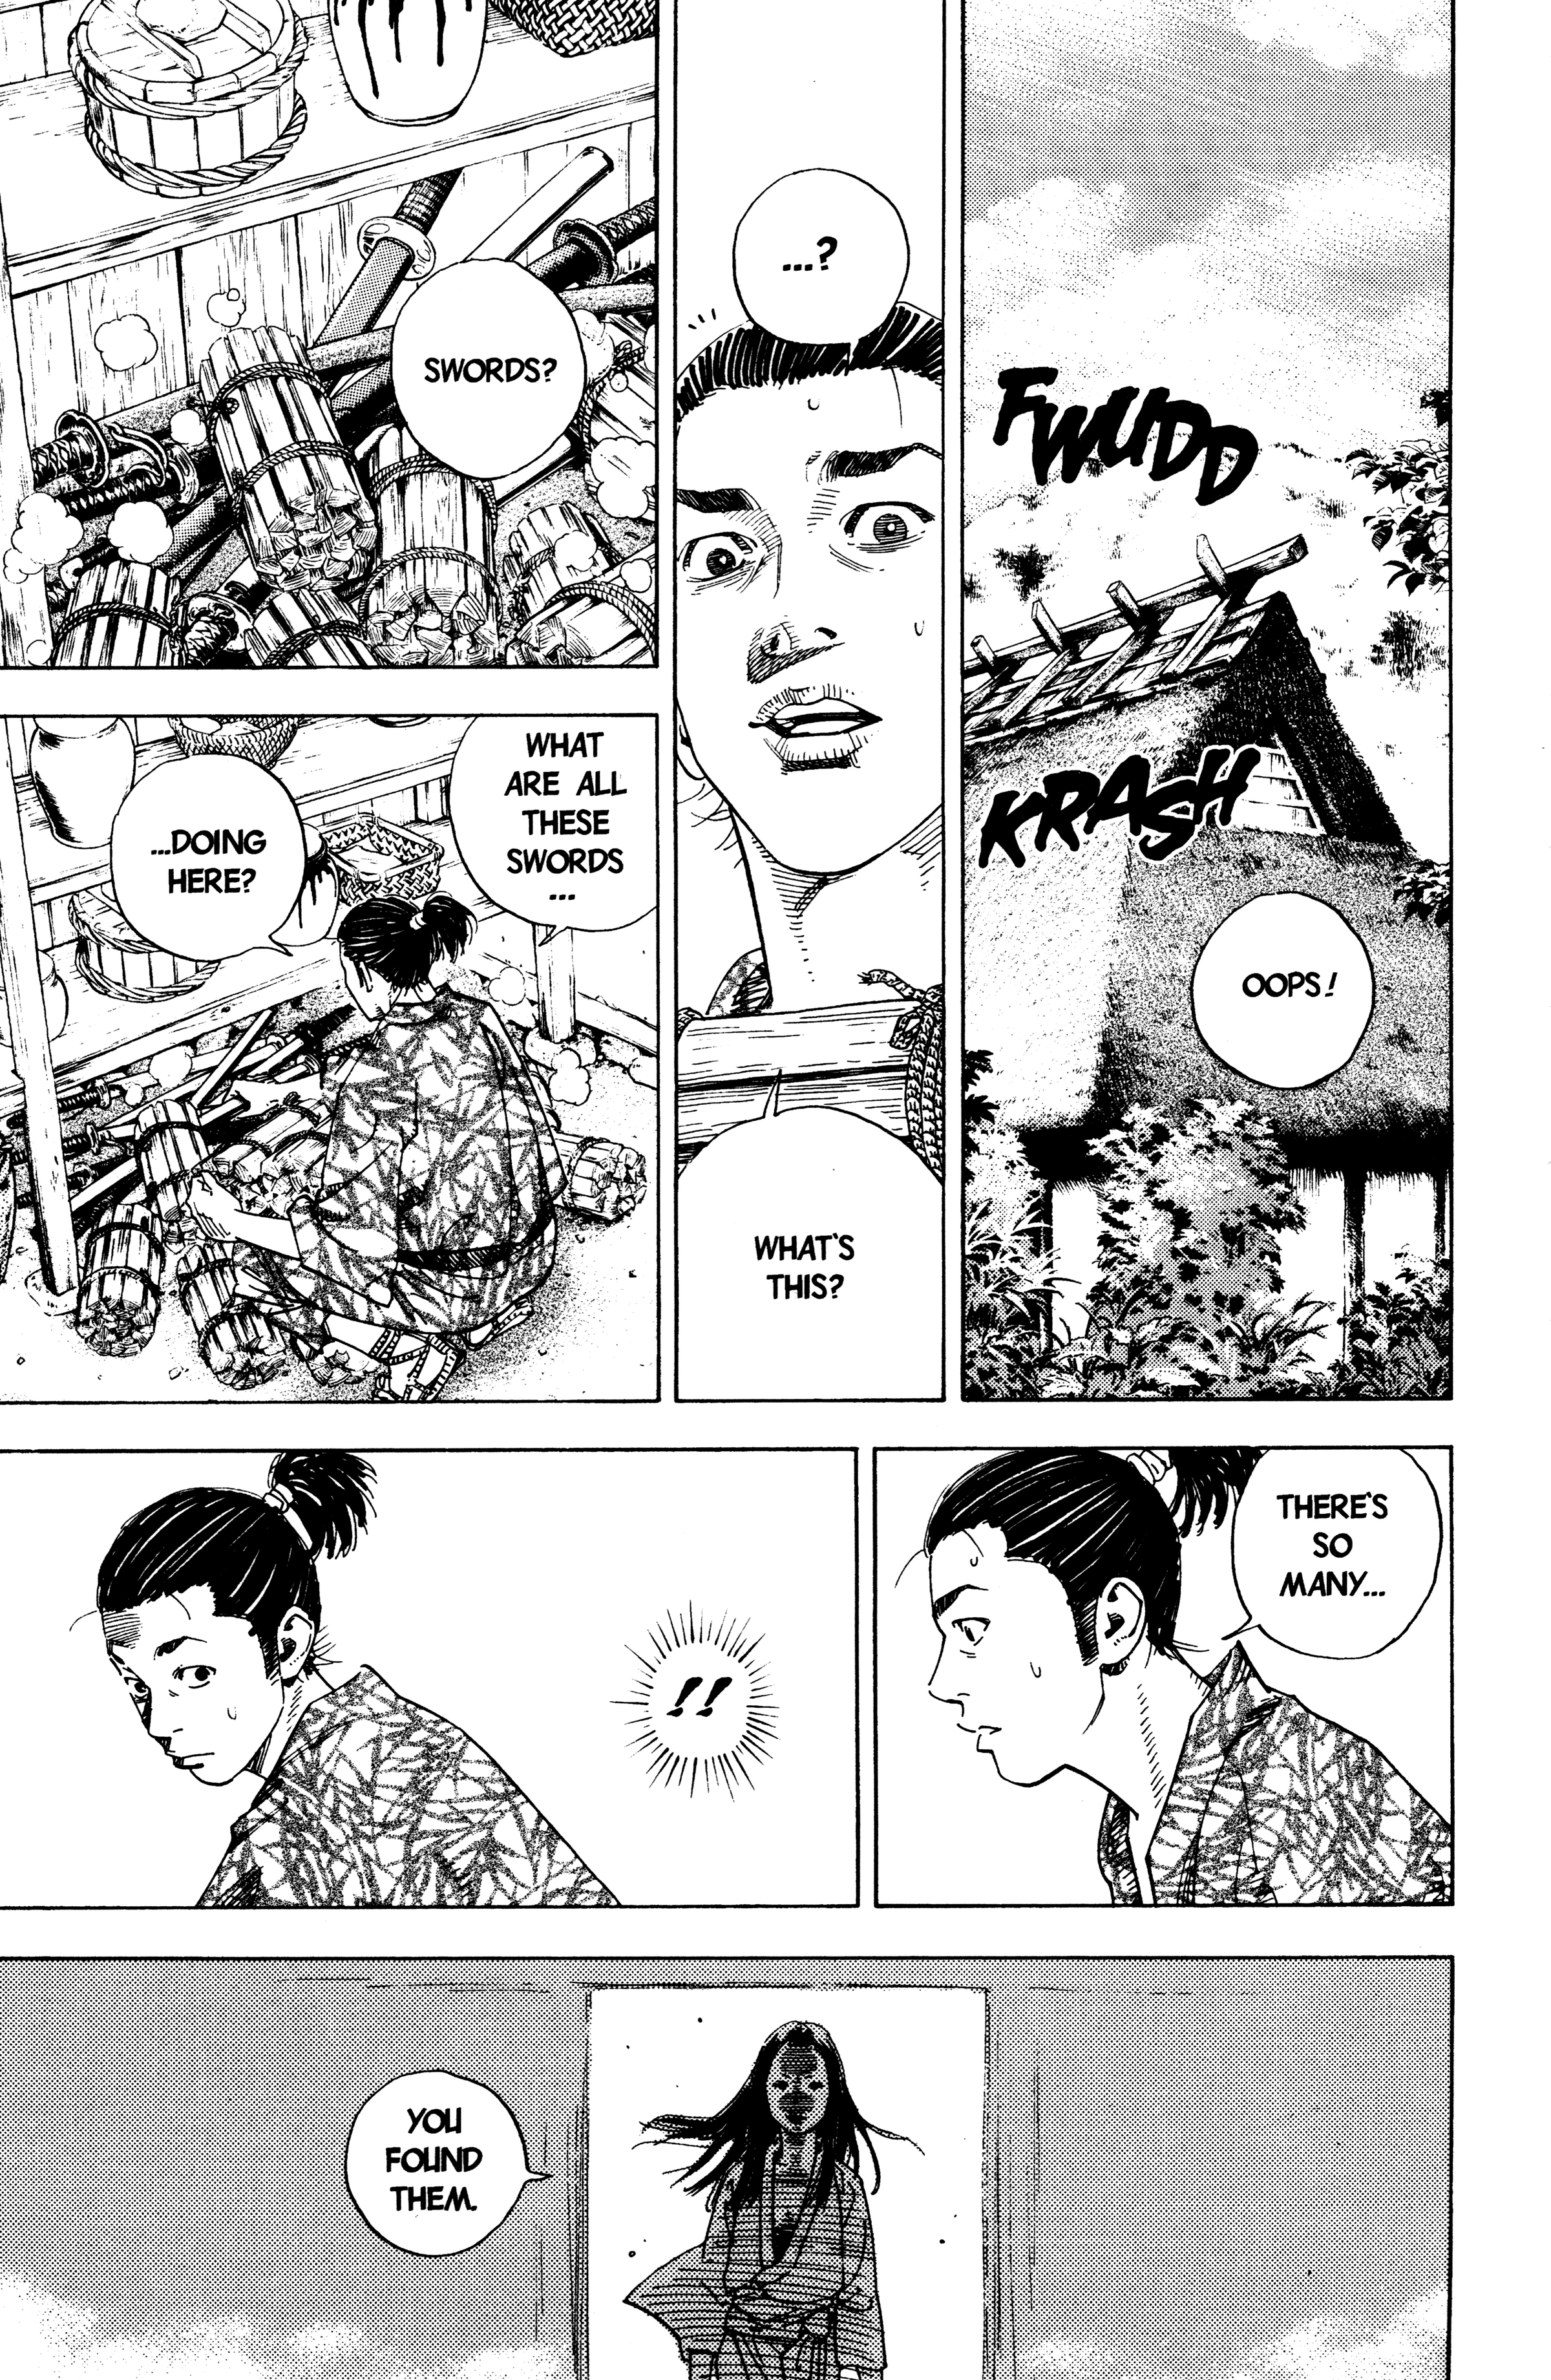 FWUDD
KRASH
OOPS!
...?
WHAT'S
THIS?
SWORDS?
WHAT
ARE ALL
THESE
SWORDS
...
...DOING
HERE?
THERE'S
SO
MANY...
!!
YOU
FOUND
THEM.